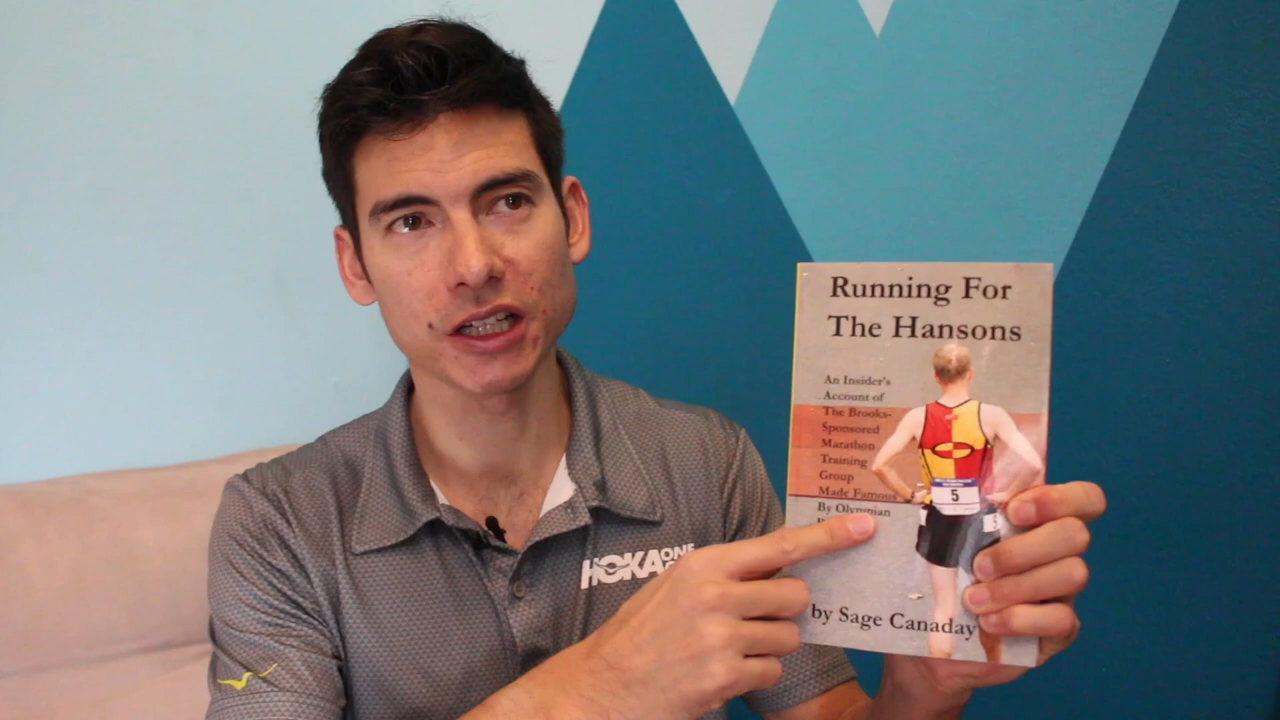 Running For
The Hansons
An Insider's
Account of
The Brooks-
Sponsored
Marathon
Training
Group
Made Famous
By Olympian
5
by Sage Canaday
HOKA ONE